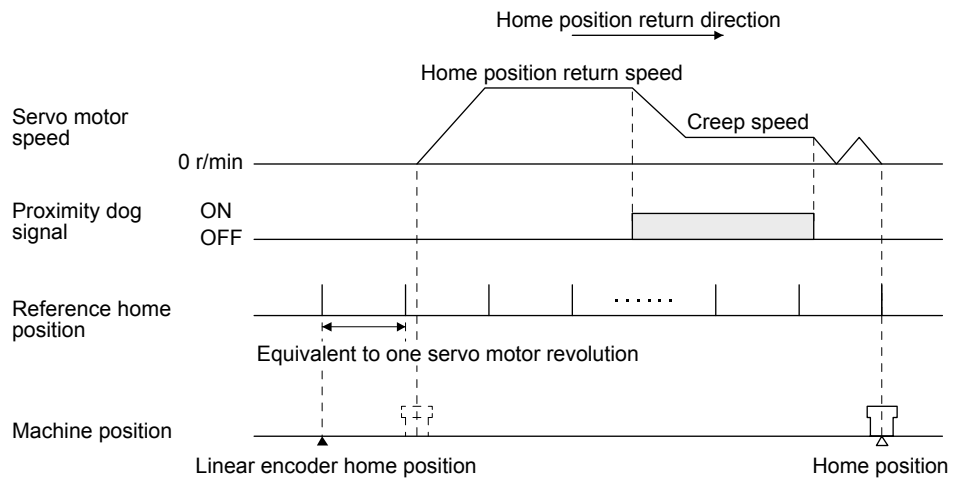 Home position return direction
Home position return speed
Servo motor
speed
Creep speed
0 r/min
Proximity dog
signal
ON
OFF
Reference home
position
......
Equivalent to one servo motor revolution
Machine position
Linear encoder home position
Home position